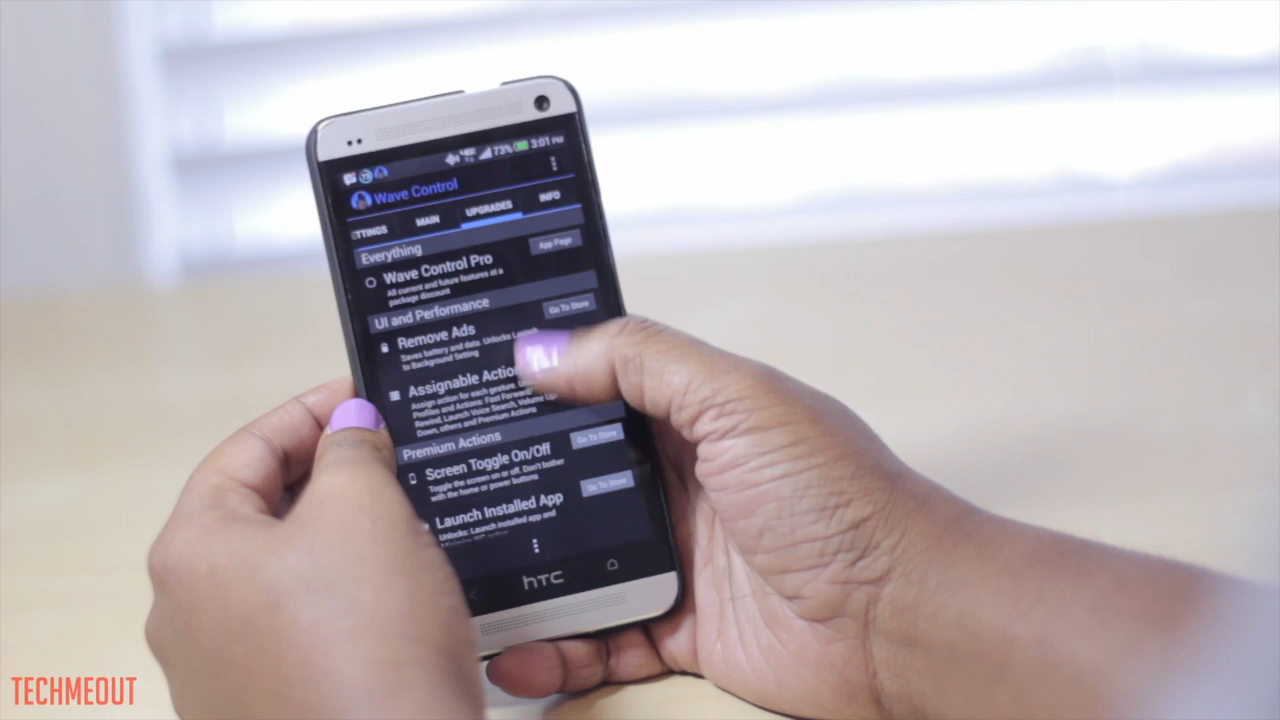 73% 3:01 PM
Wave Control
TTINGS MAIN UPGRADES INFO
Everything
Wave Control Pro App Page
All current and future features at a
package discount
UI and Performance
Remove Ads Go To Store
Saves battery and data. Unlocks Launch
to Background Setting
Assignable Actio
Assign action for each gesture.
Profiles and Actions: Fast Forward
Rewind, Launch Voice Search, Volume Up
Down, others and Premium Actions
Premium Actions
Screen Toggle On/Off Go To Store
Toggle the screen on or off. Don't bother
with the home or power buttons
Launch Installed App Go To Store
Unlocks: Launch installed app and
hTC
TECHMEOUT